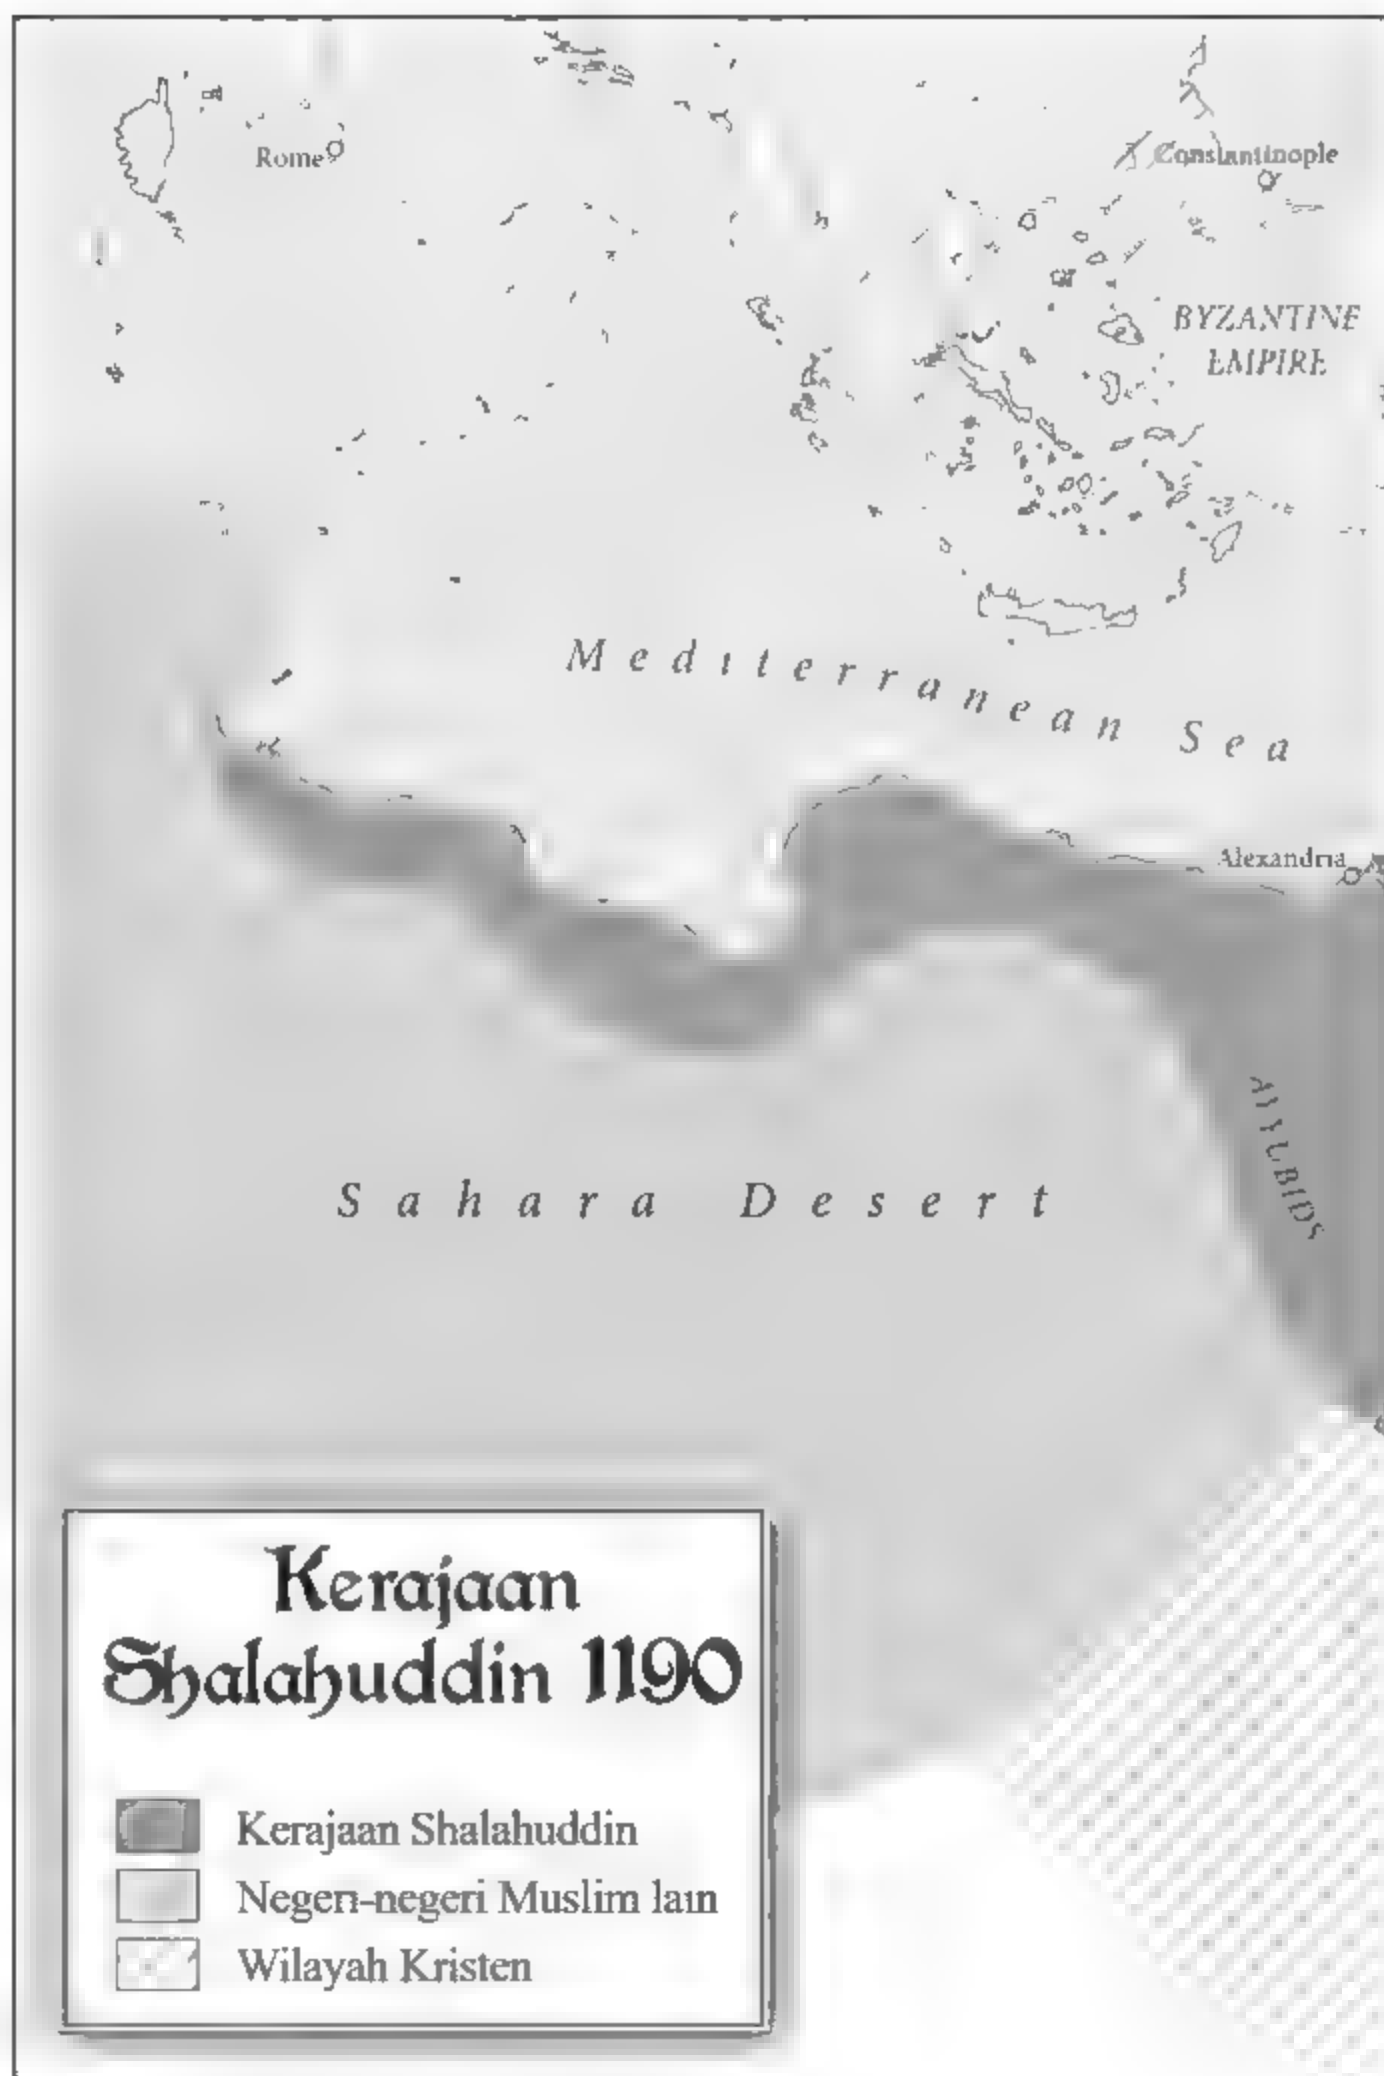 Rome
Constantinople
BYZANTINE
EMPIRE
Mediterranean Sea
Alexandria
AYYUBIDS
Sahara Desert
Kerajaan
Shalahuddin 1190
Kerajaan Shalahuddin
Negeri-negeri Muslim lain
Wilayah Kristen